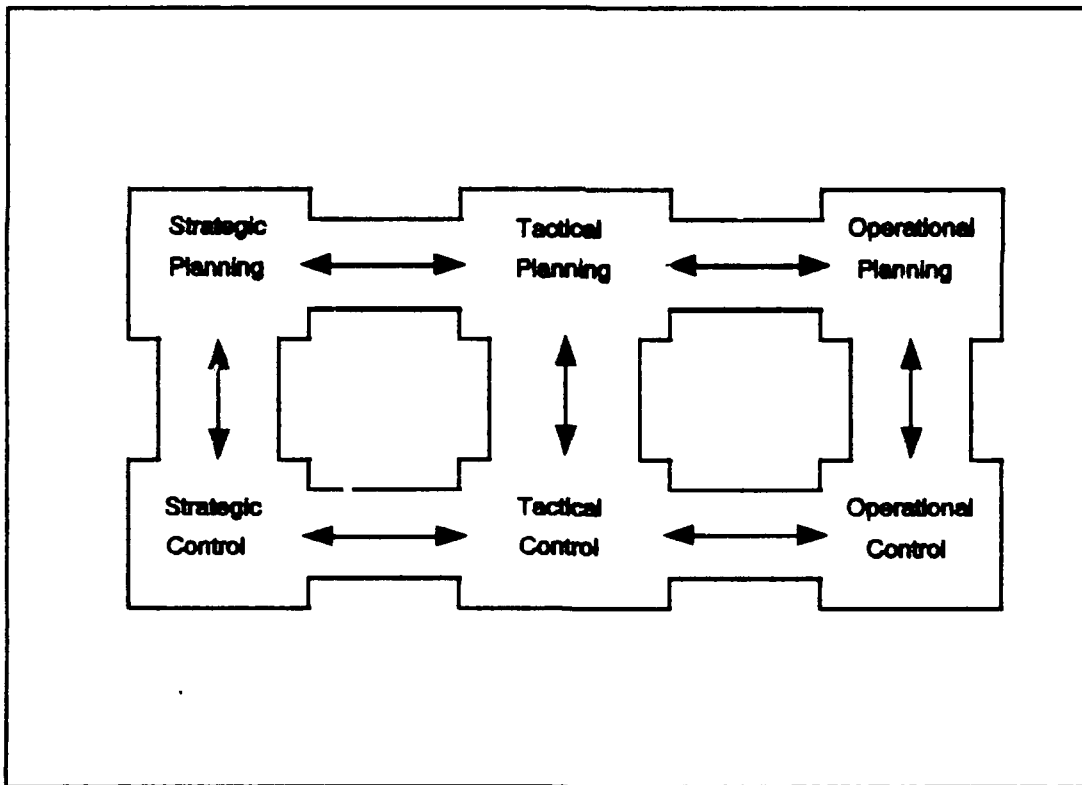 Strategic
Planning
Tactical
Planning
Operational
Planning
Strategic
Control
Tactical
Control
Operational
Control